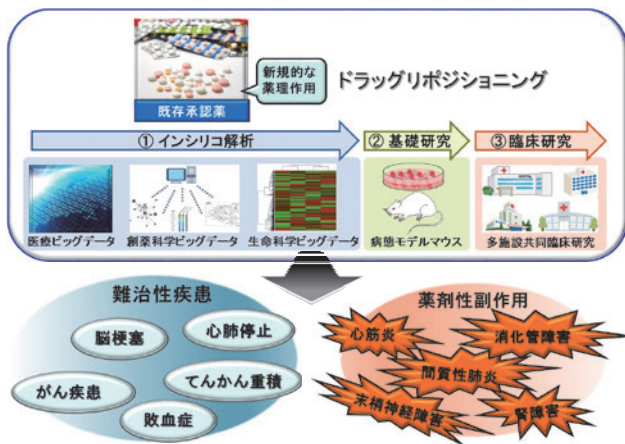 新規的な
薬理作用
ドラッグリポジショニング
既存承認薬
① インシリコ解析
② 基礎研究
③ 臨床研究
医療ビッグデータ
創薬科学ビッグデータ
生命科学ビッグデータ
病態モデルマウス
多施設共同臨床研究
難治性疾患
脳梗塞
心肺停止
がん疾患
てんかん重積
敗血症
薬剤性副作用
心筋炎
消化管障害
間質性肺炎
末梢神経障害
腎障害